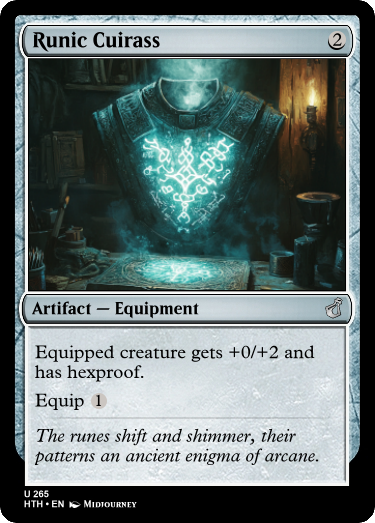 Runic Cuirass 2
Artifact — Equipment
Equipped creature gets +0/+2 and
has hexproof.
Equip 1
The runes shift and shimmer, their
patterns an ancient enigma of arcane.
U 265
HTH • EN Midjourney